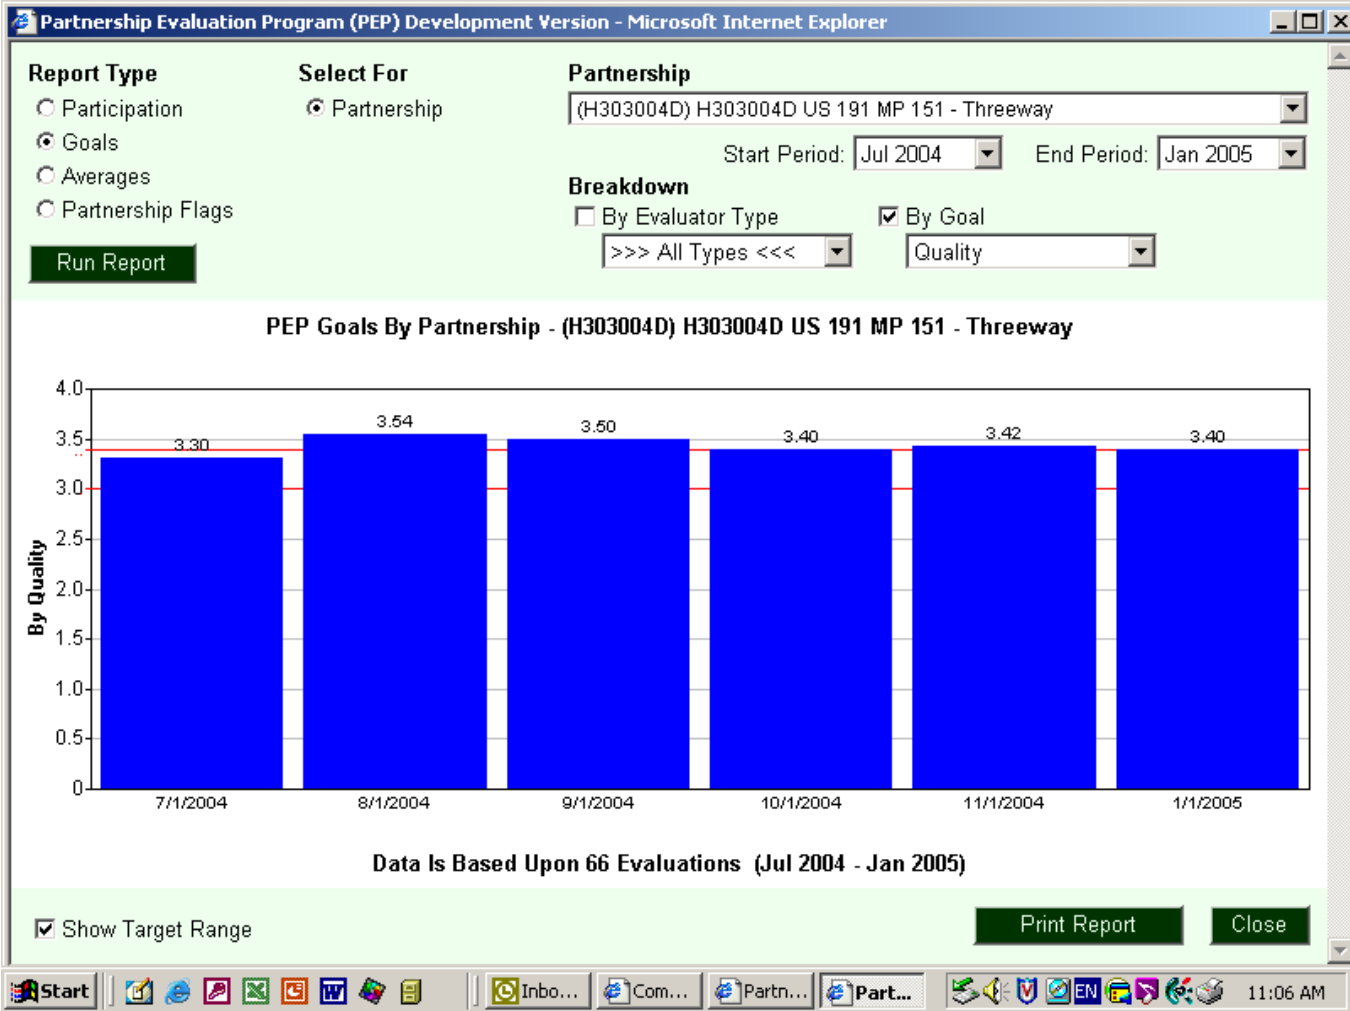 Partnership Evaluation Program (PEP) Development Version - Microsoft Internet Explorer
Report Type
Select For
Partnership
Participation
Partnership
(H303004D) H303004D US 191 MP 151 - Threeway
Goals
Start Period: Jul 2004
End Period: Jan 2005
Averages
Breakdown
Partnership Flags
By Evaluator Type
By Goal
>>> All Types <<<
Quality
Run Report
PEP Goals By Partnership - (H303004D) H303004D US 191 MP 151 - Threeway
4.0
3.5
3.0
2.5
2.0
1.5
1.0
0.5
0
By Quality
3.30
3.54
3.50
3.40
3.42
3.40
7/1/2004
8/1/2004
9/1/2004
10/1/2004
11/1/2004
1/1/2005
Data Is Based Upon 66 Evaluations (Jul 2004 - Jan 2005)
Show Target Range
Print Report
Close
Start
Inbo...
Com...
Partn...
Part...
EN
11:06 AM